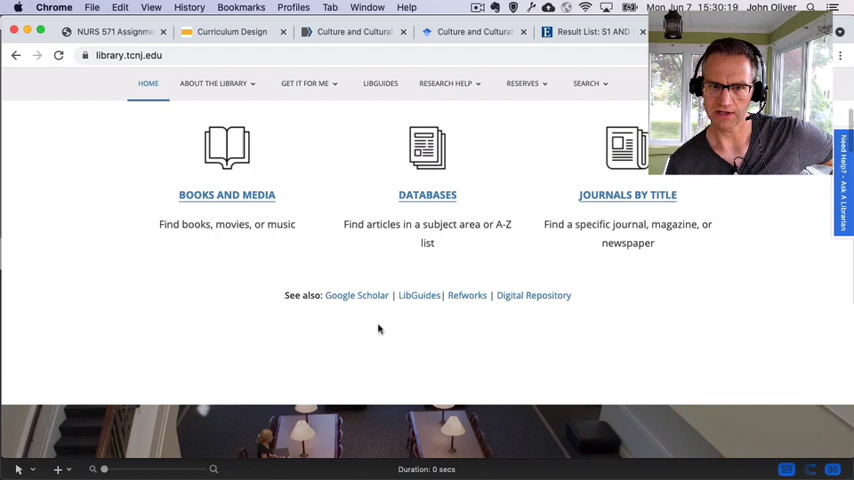 Chrome File Edit View History Bookmarks Profiles Tab Window Help Mon Jun 7 15:30:19 John Oliver
NURS 571 Assignme Curriculum Design Culture and Cultural Culture and Cultural Result List: S1 AND S
library.tcnj.edu
HOME ABOUT THE LIBRARY GET IT FOR ME LIBGUIDES RESEARCH HELP RESERVES SEARCH
BOOKS AND MEDIA DATABASES JOURNALS BY TITLE
Find books, movies, or music Find articles in a subject area or A-Z Find a specific journal, magazine, or
list newspaper
See also: Google Scholar | LibGuides| Refworks | Digital Repository
Need Help? - Ask A Librarian
Duration: 0 secs
30